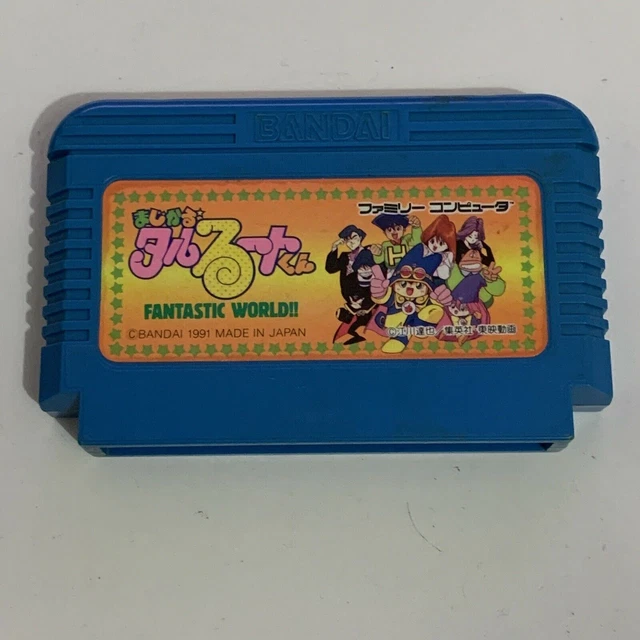 BANDAI
まじかる
タルるートくん
FANTASTIC WORLD!!
©BANDAI 1991 MADE IN JAPAN
ファミリー コンピュータ
H
©江川達也/集英社・東映動画